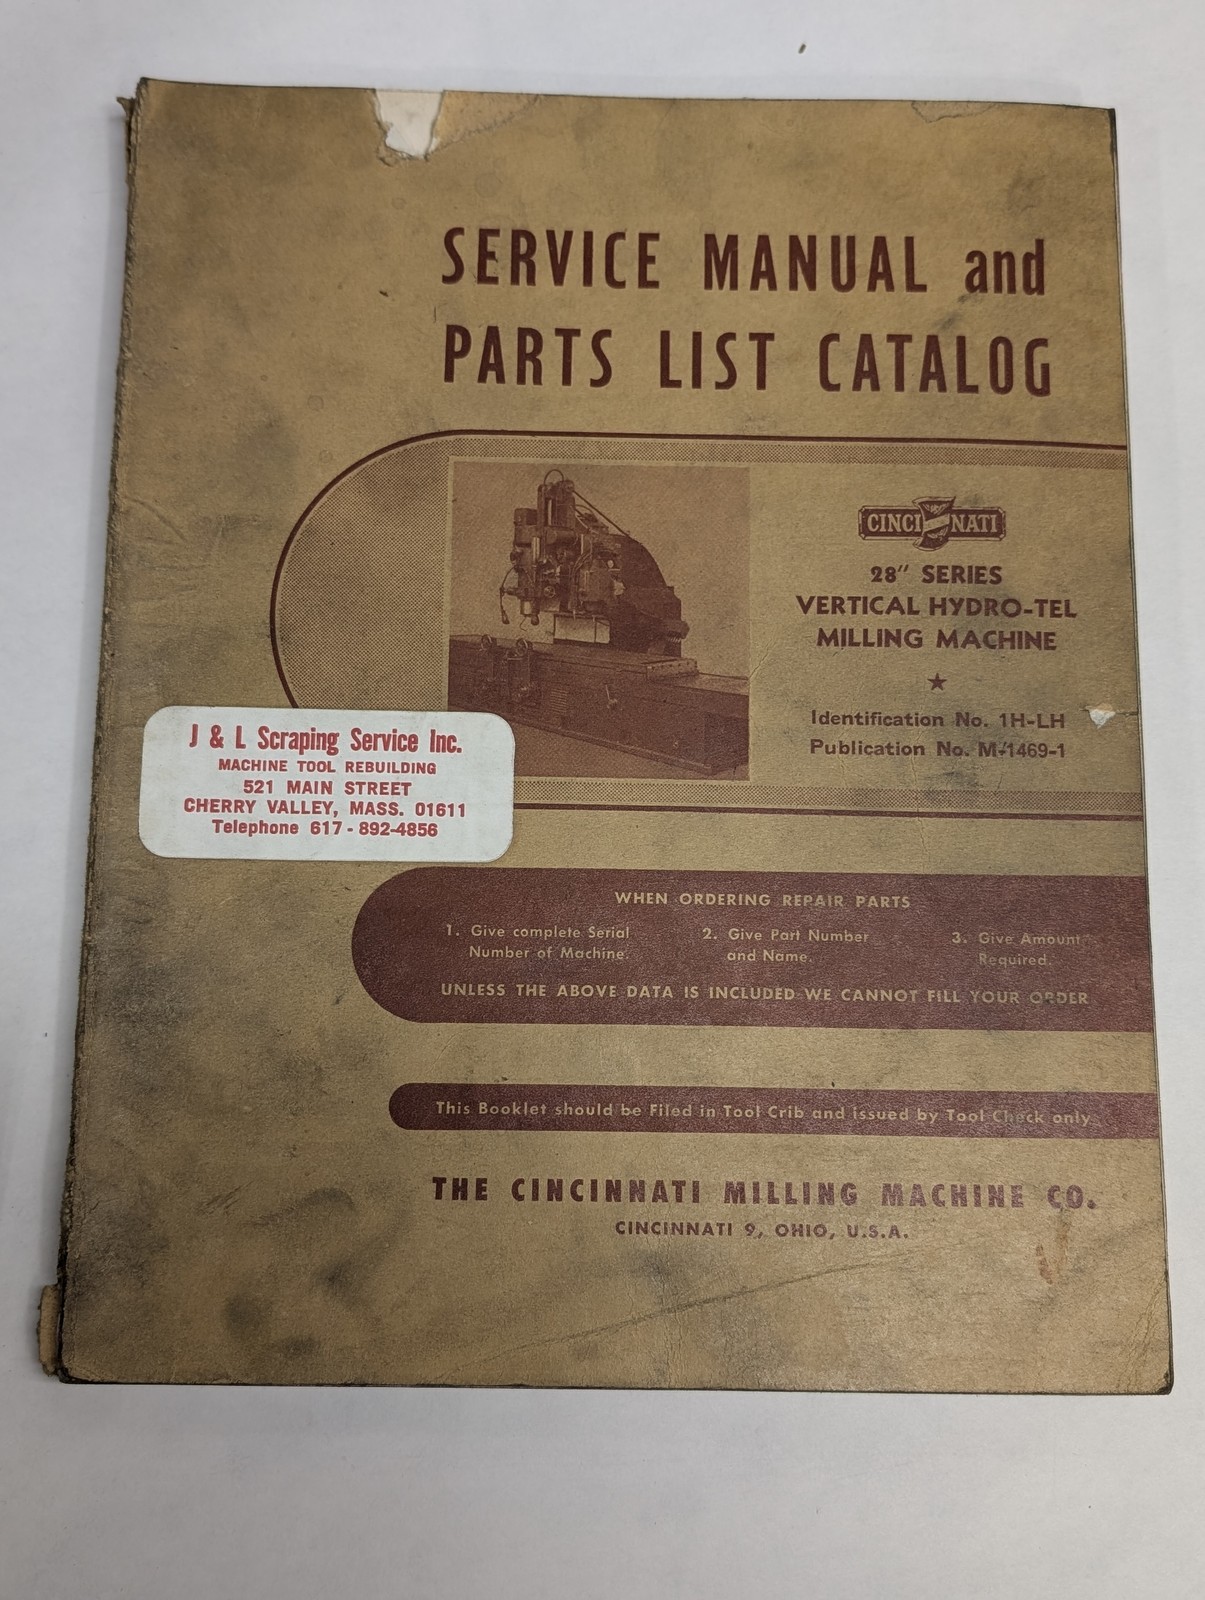 SERVICE MANUAL and
PARTS LIST CATALOG
CINCINNATI
28" SERIES
VERTICAL HYDRO-TEL
MILLING MACHINE
Identification No. 1H-LH
Publication No. M-1469-1
J & L Scraping Service Inc.
MACHINE TOOL REBUILDING
521 MAIN STREET
CHERRY VALLEY, MASS. 01611
Telephone 617-892-4856
WHEN ORDERING REPAIR PARTS
1. Give complete Serial Number of Machine.
2. Give Part Number and Name.
3. Give Amount Required.
UNLESS THE ABOVE DATA IS INCLUDED WE CANNOT FILL YOUR ORDER
This Booklet should be Filed in Tool Crib and issued by Tool Check only
THE CINCINNATI MILLING MACHINE CO.
CINCINNATI 9, OHIO, U.S.A.